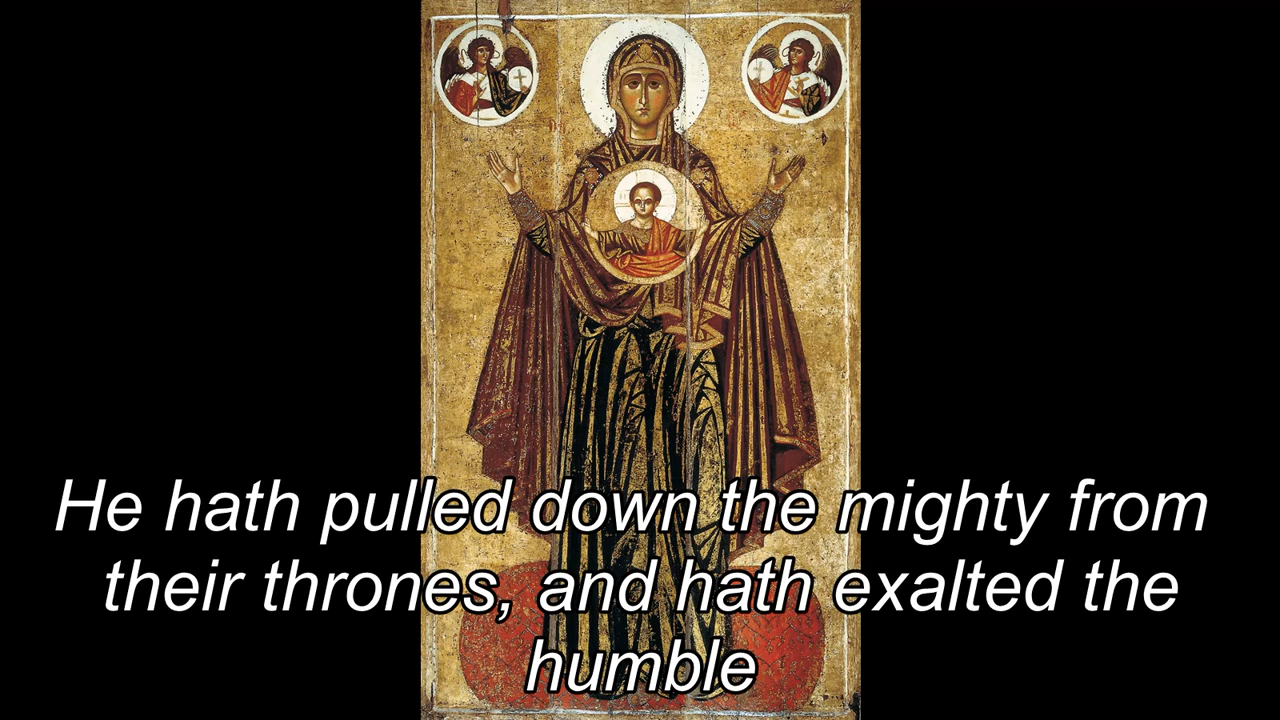 He hath pulled down the mighty from
their thrones, and hath exalted the
humble